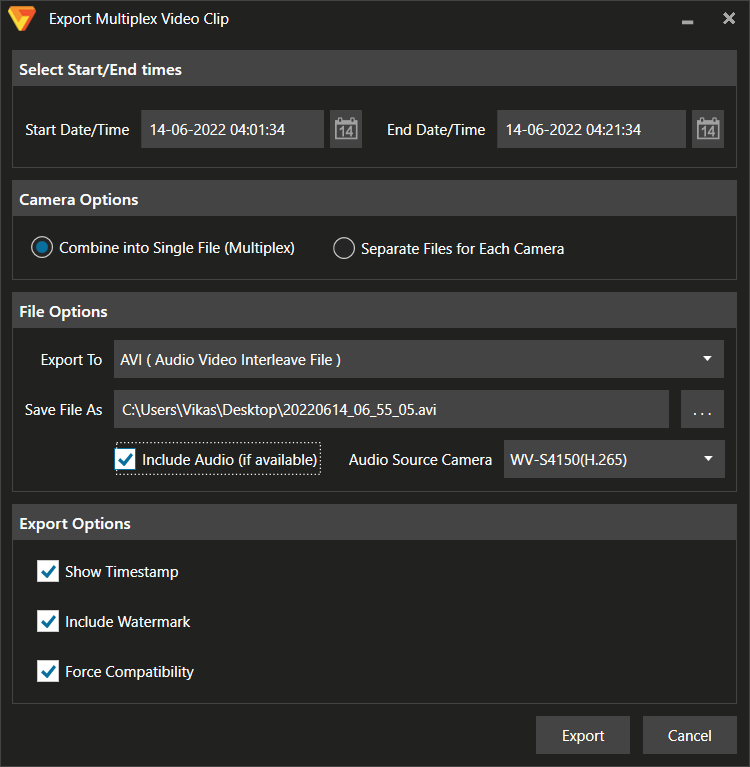 Export Multiplex Video Clip
Select Start/End times
Start Date/Time 14-06-2022 04:01:34 14 End Date/Time 14-06-2022 04:21:34 14
Camera Options
Combine into Single File (Multiplex) Separate Files for Each Camera
File Options
Export To AVI ( Audio Video Interleave File )
Save File As C:\Users\Vikas\Desktop\20220614_06_55_05.avi ...
Include Audio (if available) Audio Source Camera WV-S4150(H.265)
Export Options
Show Timestamp
Include Watermark
Force Compatibility
Export Cancel